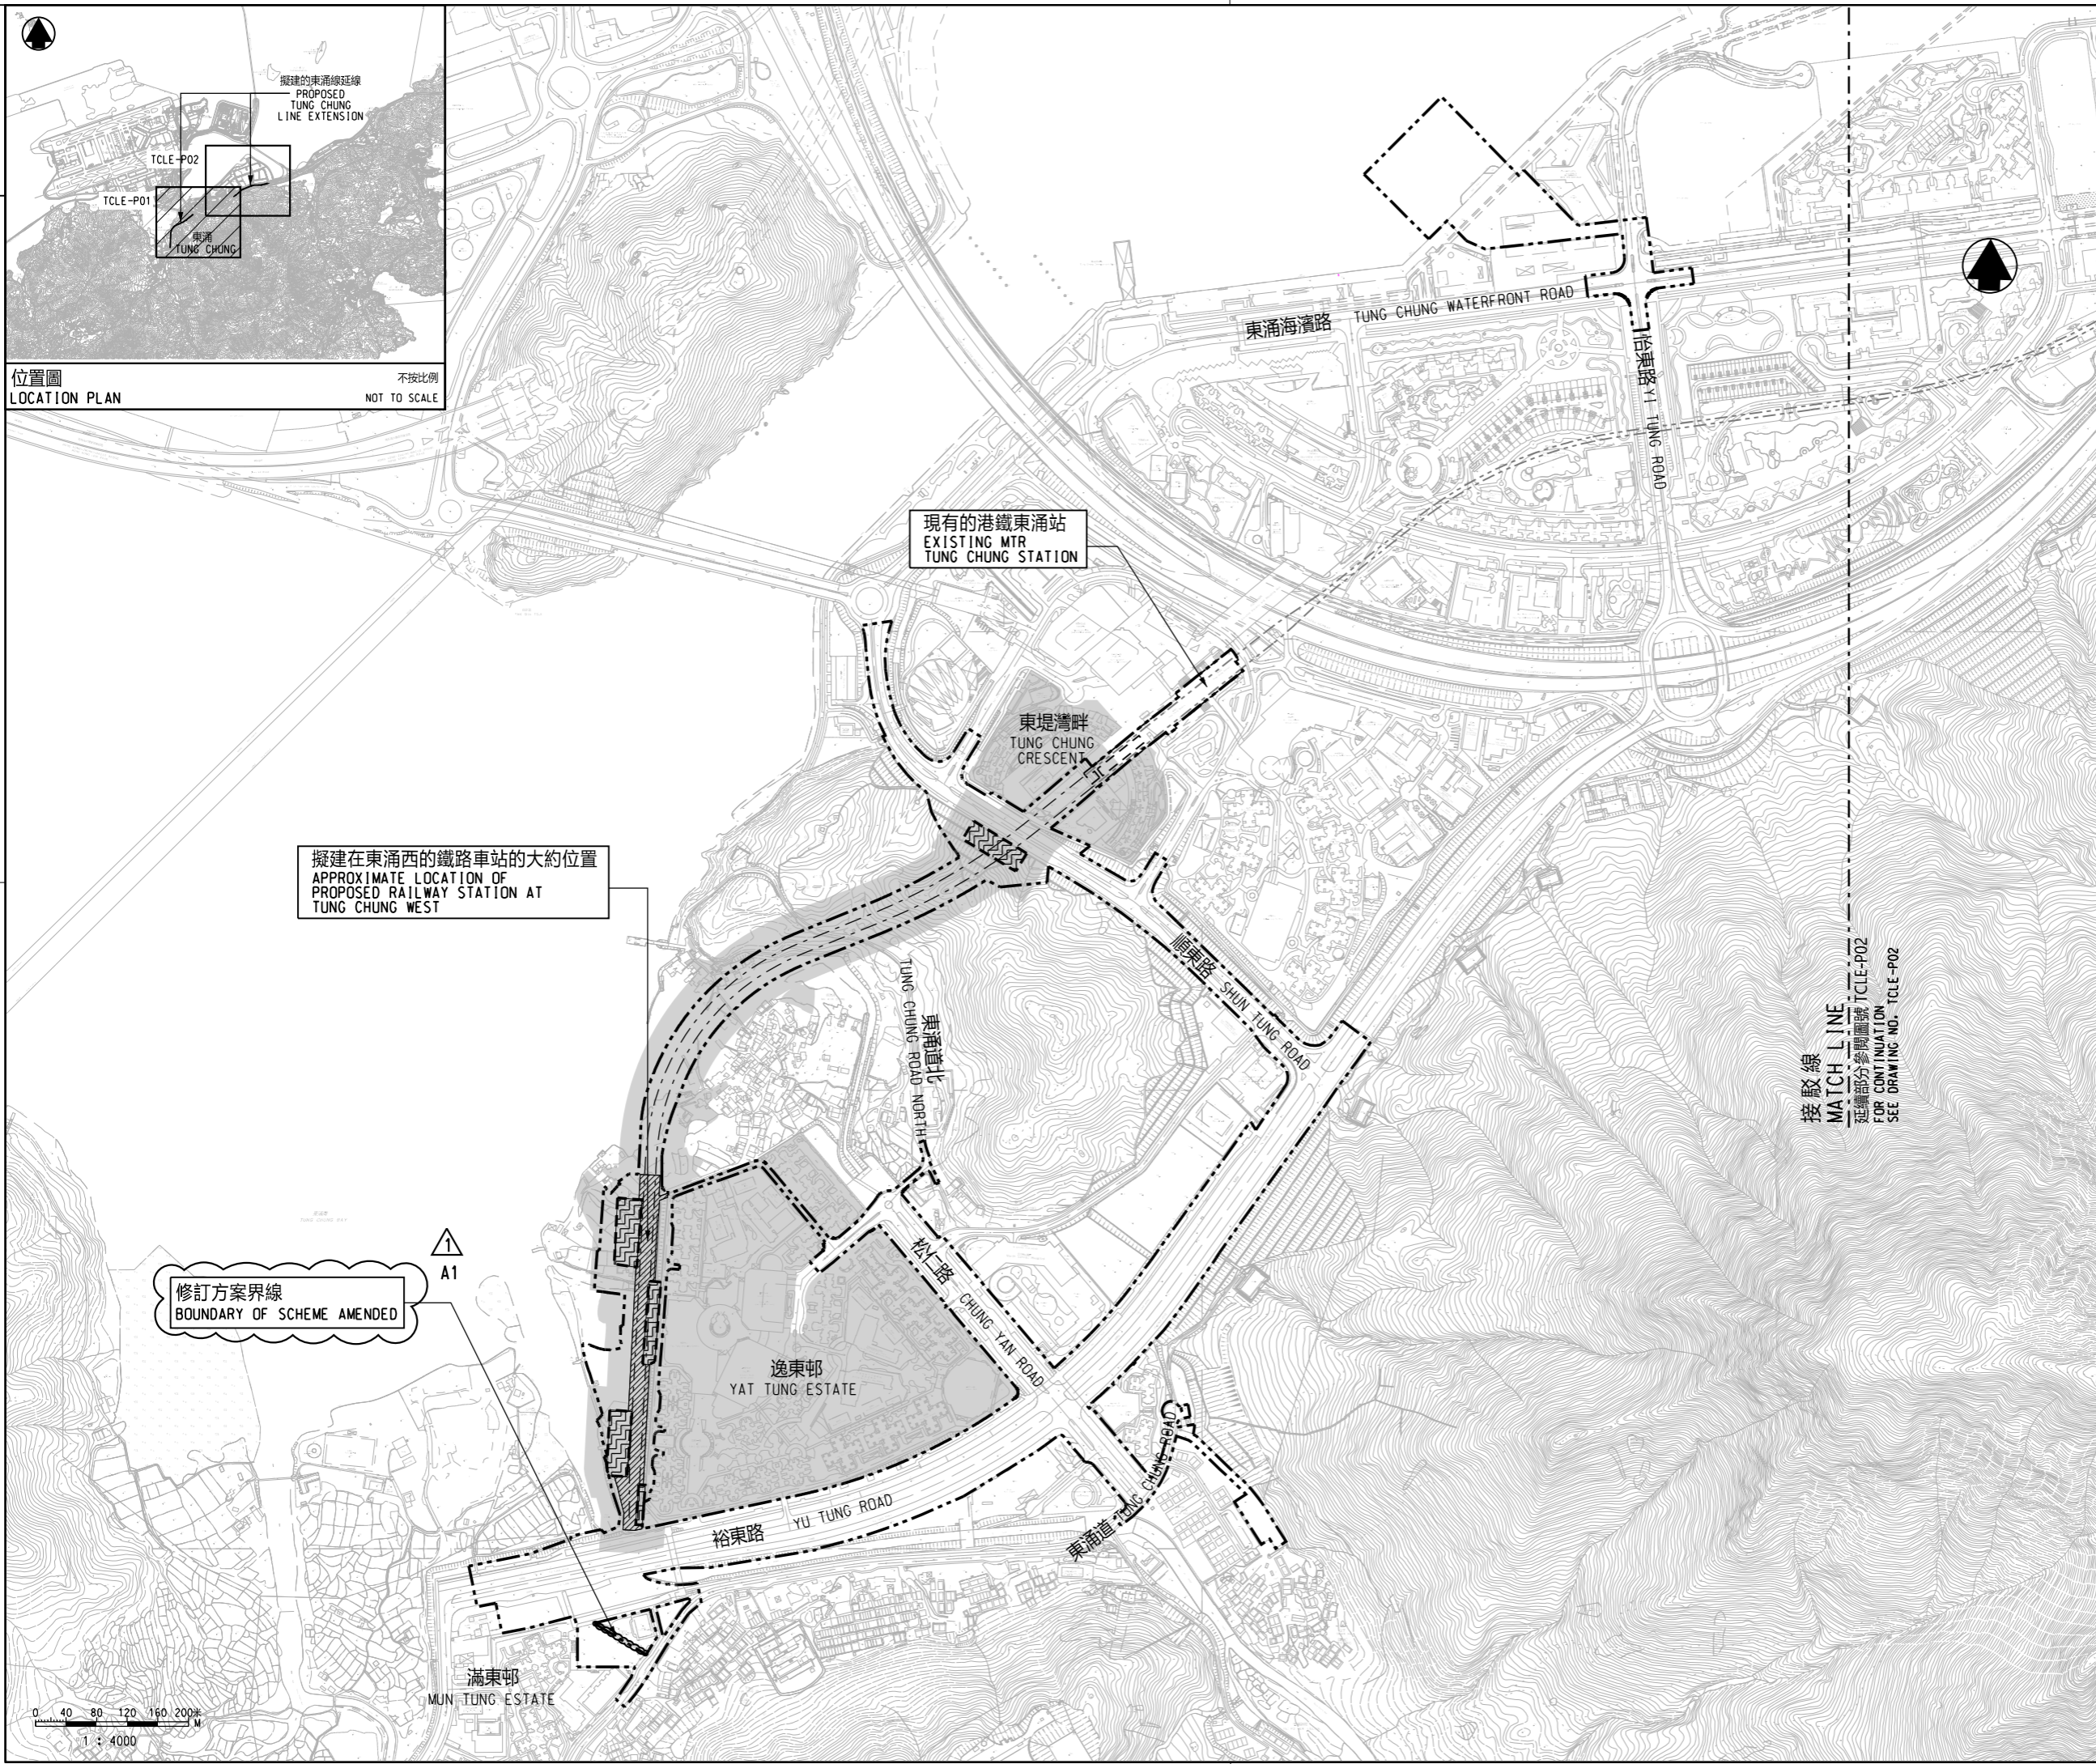 擬建的東涌線延線
PROPOSED
TUNG CHUNG
LINE EXTENSION
TCLE-P02
TCLE-P01
東涌
TUNG CHUNG
位置圖
不按比例
LOCATION PLAN
NOT TO SCALE
東涌海濱路 TUNG CHUNG WATERFRONT ROAD
怡東路 YI TUNG ROAD
現有的港鐵東涌站
EXISTING MTR
TUNG CHUNG STATION
東堤灣畔
TUNG CHUNG
CRESCENT
擬建在東涌西的鐵路車站的大約位置
APPROXIMATE LOCATION OF
PROPOSED RAILWAY STATION AT
TUNG CHUNG WEST
順東路 SHUN TUNG ROAD
東涌道北
TUNG CHUNG ROAD NORTH
接駁線
MATCH LINE
延續部分參閱圖號 TCLE-P02
FOR CONTINUATION
SEE DRAWING NO. TCLE-P02
1
A1
修訂方案界線
BOUNDARY OF SCHEME AMENDED
松仁路 CHUNG YAN ROAD
逸東邨
YAT TUNG ESTATE
裕東路 YU TUNG ROAD
東涌道 TUNG CHUNG ROAD
滿東邨
MUN TUNG ESTATE
0 40 80 120 160 200米
M
1 : 4000